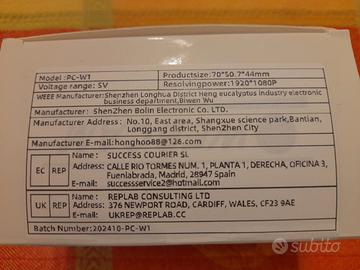 Model:PC-W1
Productsize:70*50.7*44mm
Voltage range: 5V
Resolvingpower:1920*1080P
WEEE Manufacturer:Shenzhen Longhua District Heng eucalyptus industry electronic
business department,Biwen Wu
Manufacturer : ShenZhen Bolin Electronic Co. LTD.
Manufacturer Address : No.10, East area, Shangxue science park,Bantian,
Longgang district, ShenZhen City
Manufacturer Email: honghoo88@126.com
EC REP
Name : SUCCESS COURIER SL
Address: CALLE RIO TORMES NUM. 1, PLANTA 1, DERECHA, OFICINA 3,
Fuenlabrada, Madrid, 28947 Spain
E-mail: successservice2@hotmail.com
UK REP
Name : REPLAB CONSULTING LTD
Address: 376 NEWPORT ROAD, CARDIFF, WALES, CF23 9AE
E-mail: UKREP@REPLAB.CC
Batch Number: 202410-PC-W1
subito